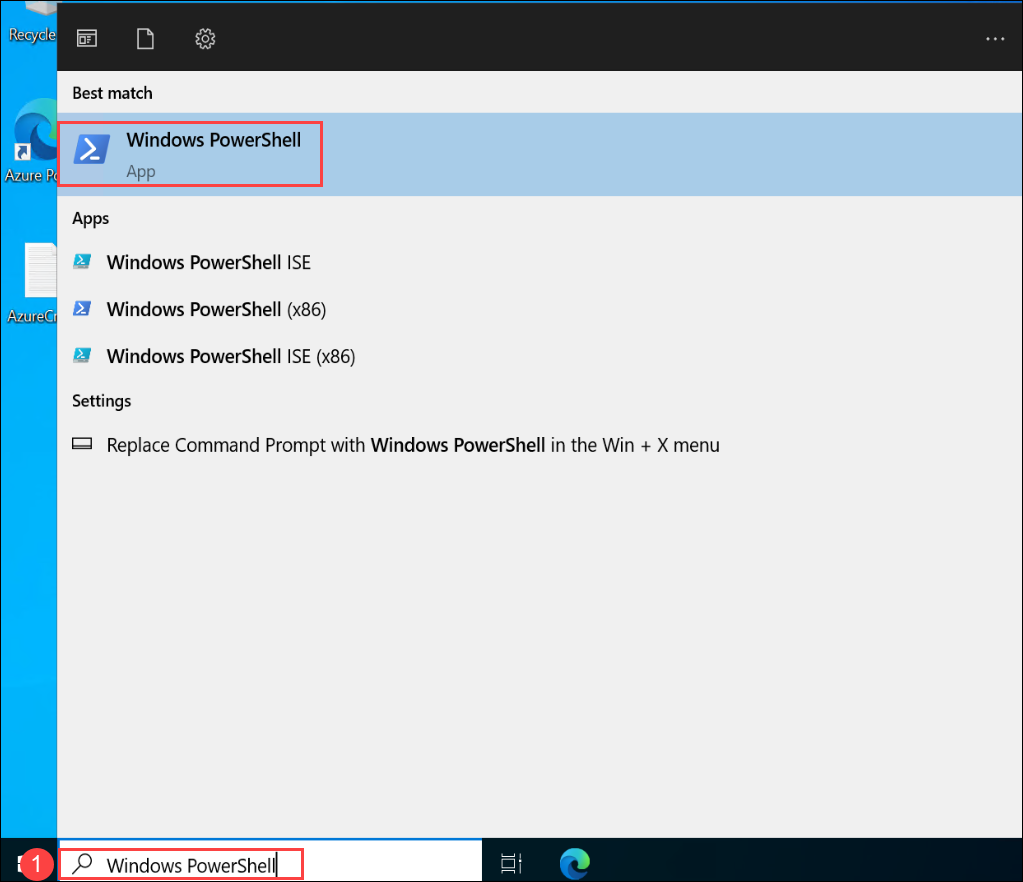 Recycle
Best match
Windows PowerShell
App
Azure Po
Apps
Windows PowerShell ISE
Windows PowerShell (x86)
AzureCr
Windows PowerShell ISE (x86)
Settings
Replace Command Prompt with Windows PowerShell in the Win + X menu
1
Windows PowerShell